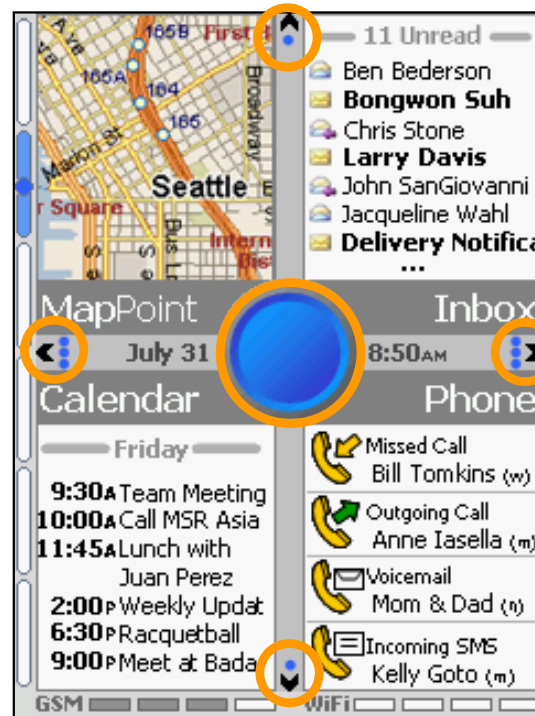 165B First
165A
164
165
Broadway
Marion St
Seattle
r Square
Intern
Dis
MapPoint
11 Unread
Ben Bederson
Bongwon Suh
Chris Stone
Larry Davis
John SanGiovanni
Jacqueline Wahl
Delivery Notifica
...
Inbox
July 31
8:50AM
Calendar
Friday
9:30A Team Meeting
10:00A Call MSR Asia
11:45A Lunch with
Juan Perez
2:00P Weekly Updat
6:30P Racquetball
9:00P Meet at Bada
Phone
Missed Call
Bill Tomkins (w)
Outgoing Call
Anne Iasella (m)
Voicemail
Mom & Dad (h)
Incoming SMS
Kelly Goto (m)
GSM
WiFi